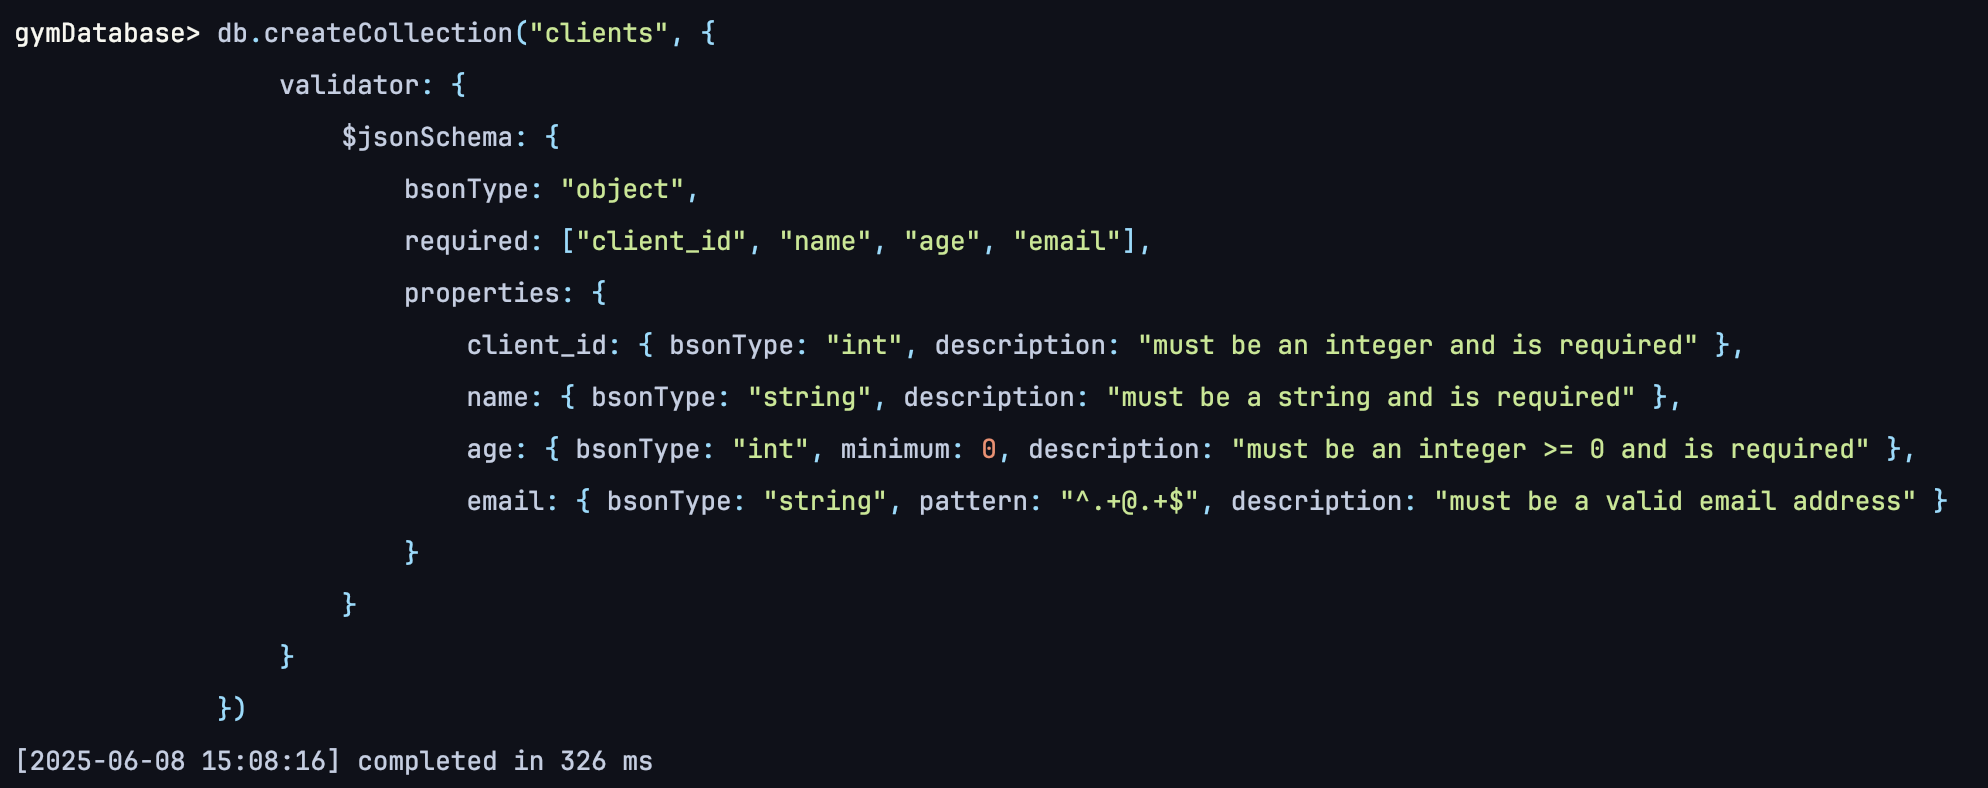 gymDatabase> db.createCollection("clients", {
validator: {
$jsonSchema: {
bsonType: "object",
required: ["client_id", "name", "age", "email"],
properties: {
client_id: { bsonType: "int", description: "must be an integer and is required" },
name: { bsonType: "string", description: "must be a string and is required" },
age: { bsonType: "int", minimum: 0, description: "must be an integer >= 0 and is required" },
email: { bsonType: "string", pattern: "^.+@.+$", description: "must be a valid email address" }
}
}
}
})
[2025-06-08 15:08:16] completed in 326 ms